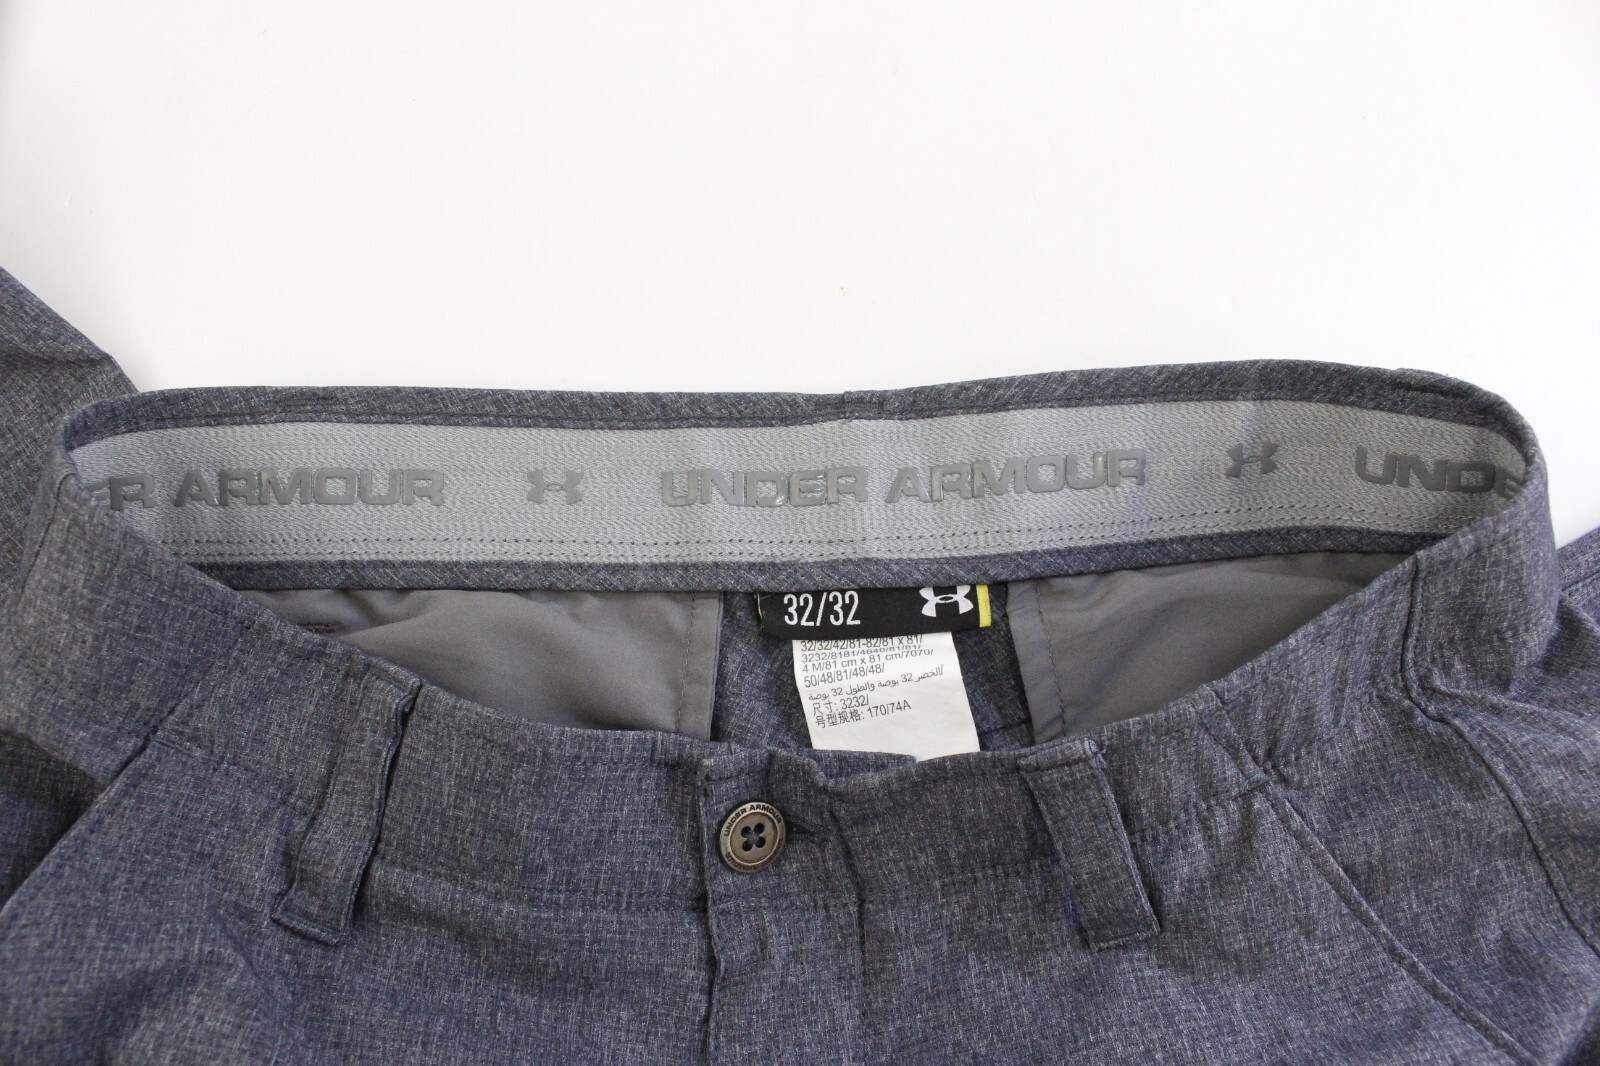 ER ARMOUR UNDER ARMOUR UNDE
32/32
32/32/42/81-82/81 x 81/
3232/8181/4848/81/81/
4 M/81 cm x 81 cm/7070/
50/48/81/48/48/
الخصر 32 بوصة والطول 32 بوصة/
尺寸: 3232/
号型规格: 170/74A
UNDER ARMOUR